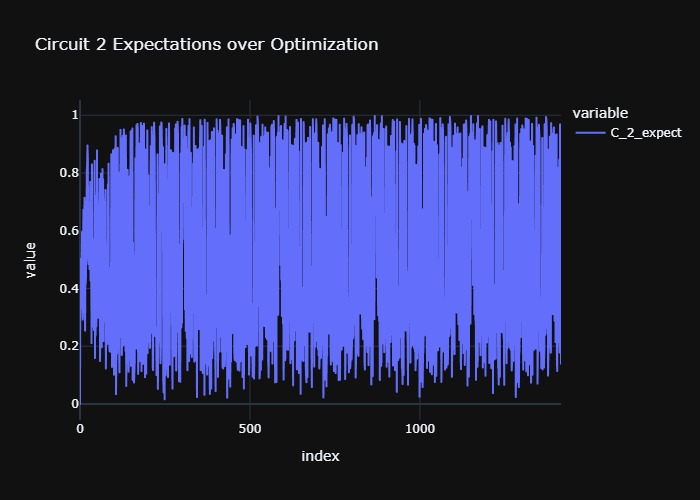 Circuit 2 Expectations over Optimization
variable
C_2_expect
value
1
0.8
0.6
0.4
0.2
0
0
500
1000
index